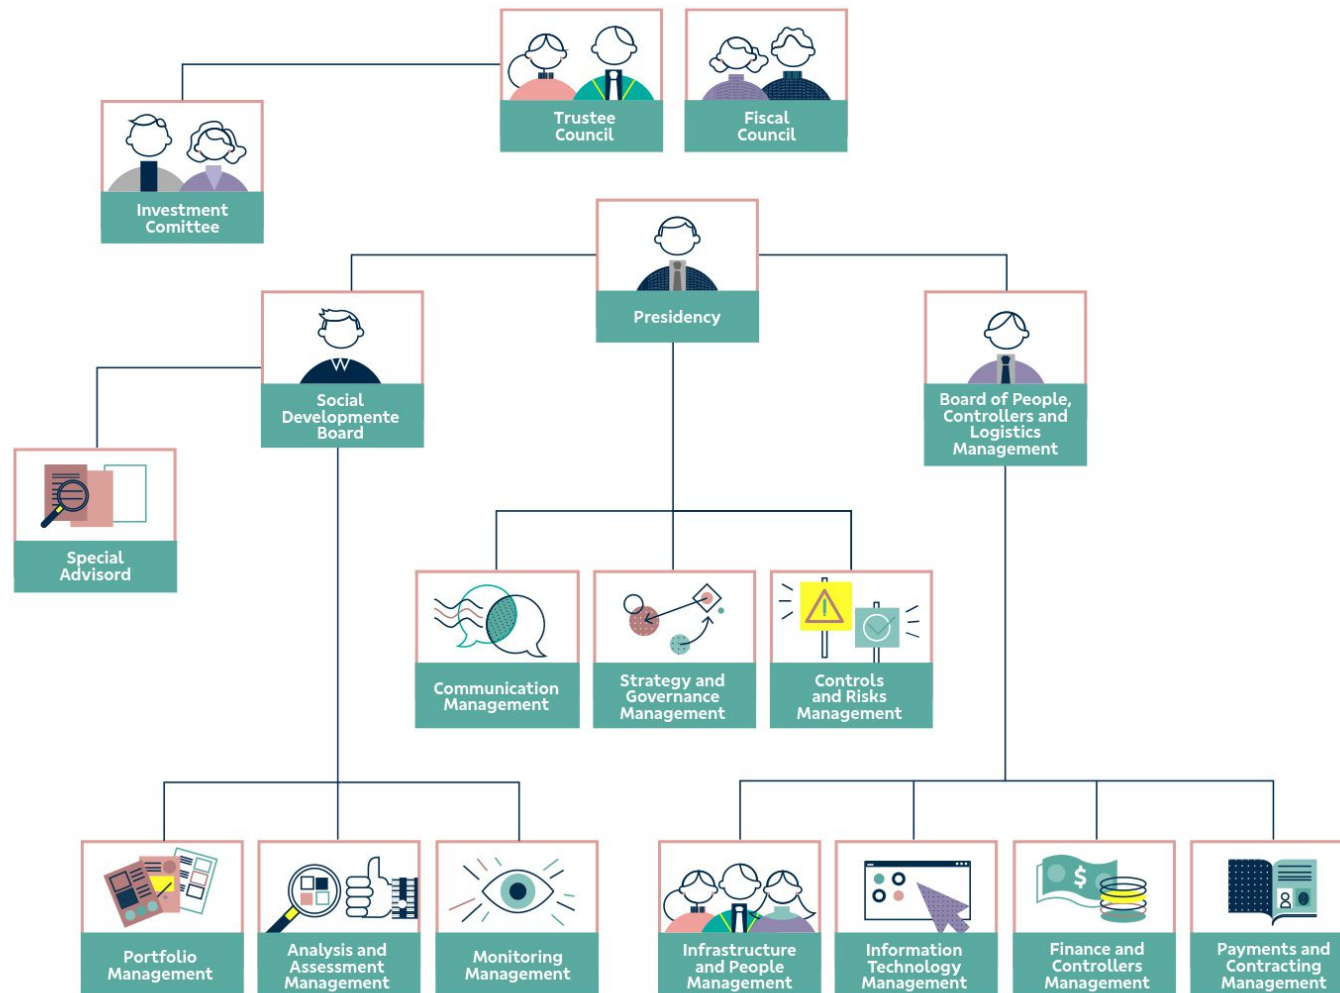 Trustee
Council
Fiscal
Council
Investment
Comittee
Presidency
Social
Developmente
Board
Board of People,
Controllers and
Logistics
Management
Special
Advisord
Communication
Management
Strategy and
Governance
Management
Controls
and Risks
Management
Portfolio
Management
Analysis and
Assessment
Management
Monitoring
Management
Infrastructure
and People
Management
Information
Technology
Management
$
Finance and
Controllers
Management
Payments and
Contracting
Management